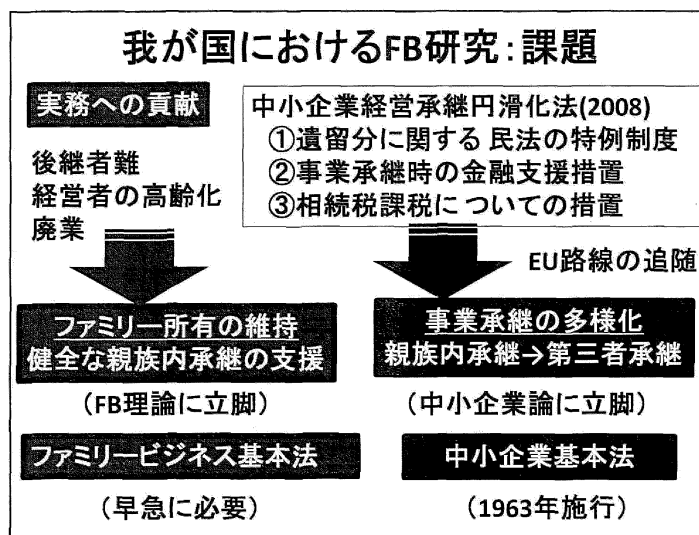 我が国におけるFB研究：課題
実務への貢献
後継者難
経営者の高齢化
廃業
中小企業経営承継円滑化法(2008)
①遺留分に関する 民法の特例制度
②事業承継時の金融支援措置
③相続税課税に ついての措置
EU路線の追随
ファミリー所有の維持
健全な親族内承継の支援
(FB理論に立脚)
事業承継の多様化
親族内承継→第三者承継
(中小企業論に立脚)
ファミリービジネス基本法
(早急に必要)
中小企業基本法
(1963年施行)